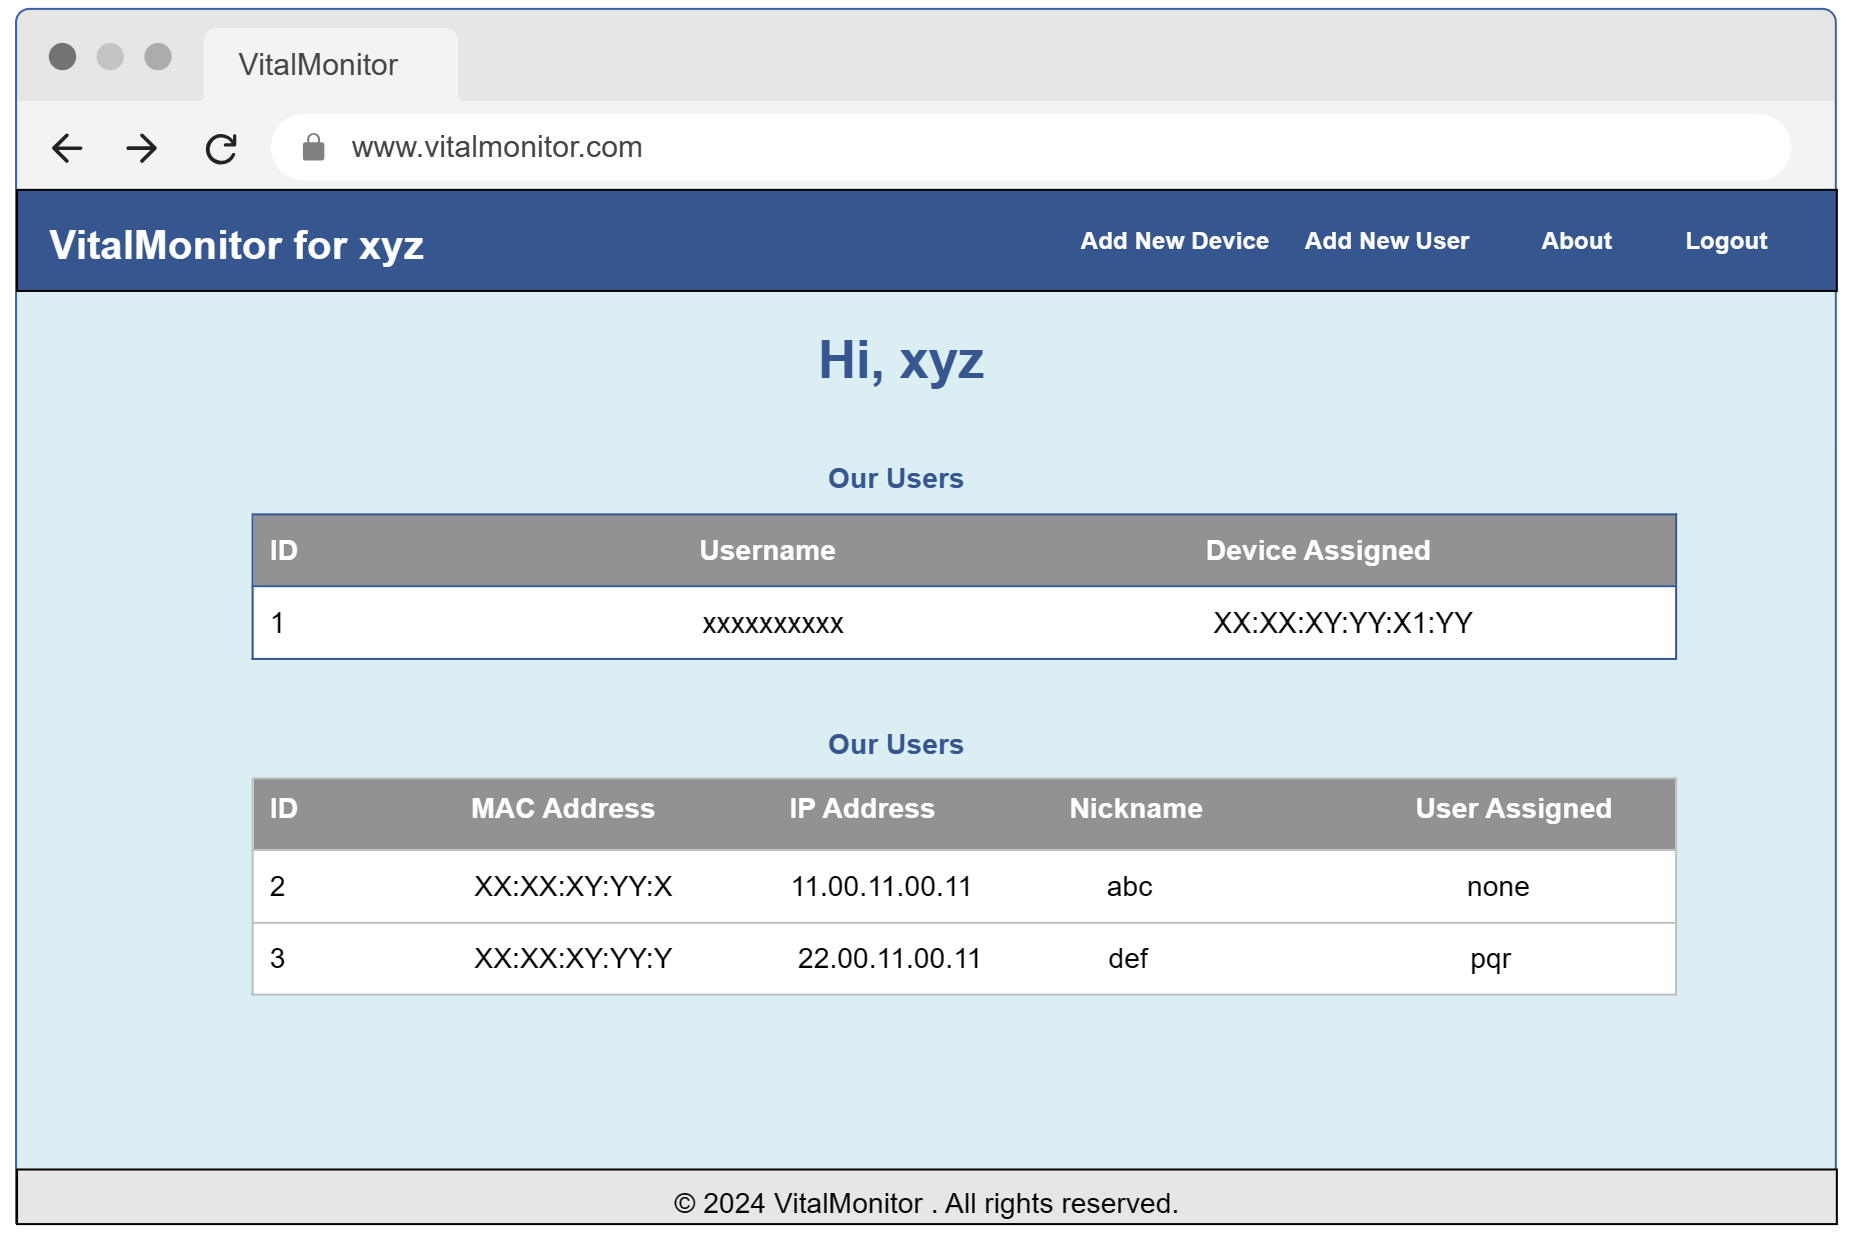 VitalMonitor
www.vitalmonitor.com
VitalMonitor for xyz Add New Device Add New User About Logout
Hi, xyz
Our Users
ID Username Device Assigned
1 xxxxxxxxxx XX:XX:XY:YY:X1:YY
Our Users
ID MAC Address IP Address Nickname User Assigned
2 XX:XX:XY:YY:X 11.00.11.00.11 abc none
3 XX:XX:XY:YY:Y 22.00.11.00.11 def pqr
© 2024 VitalMonitor . All rights reserved.